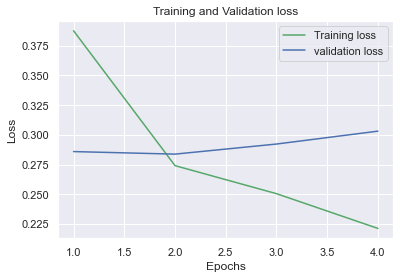 Training and Validation loss
Training loss
validation loss
0.375
0.350
0.325
0.300
0.275
0.250
0.225
Loss
1.0 1.5 2.0 2.5 3.0 3.5 4.0
Epochs